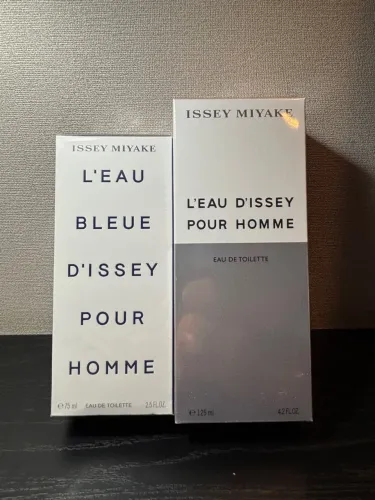 ISSEY MIYAKE
L'EAU
BLEUE
D'ISSEY
POUR
HOMME
℮75 ml EAU DE TOILETTE 2.5 FL.OZ
ISSEY MIYAKE
L'EAU D'ISSEY
POUR HOMME
EAU DE TOILETTE
℮125 ml 4.2 FL.OZ